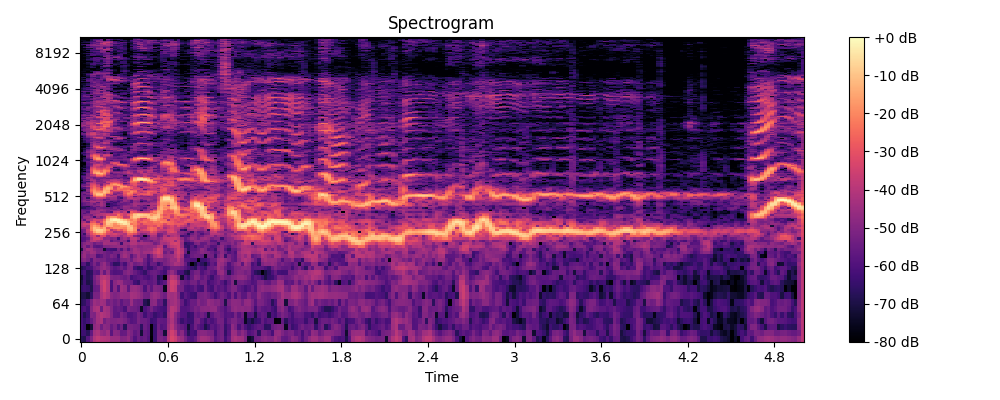 Spectrogram
8192
4096
2048
1024
512
256
128
64
0
Frequency
0 0.6 1.2 1.8 2.4 3 3.6 4.2 4.8
Time
+0 dB
-10 dB
-20 dB
-30 dB
-40 dB
-50 dB
-60 dB
-70 dB
-80 dB